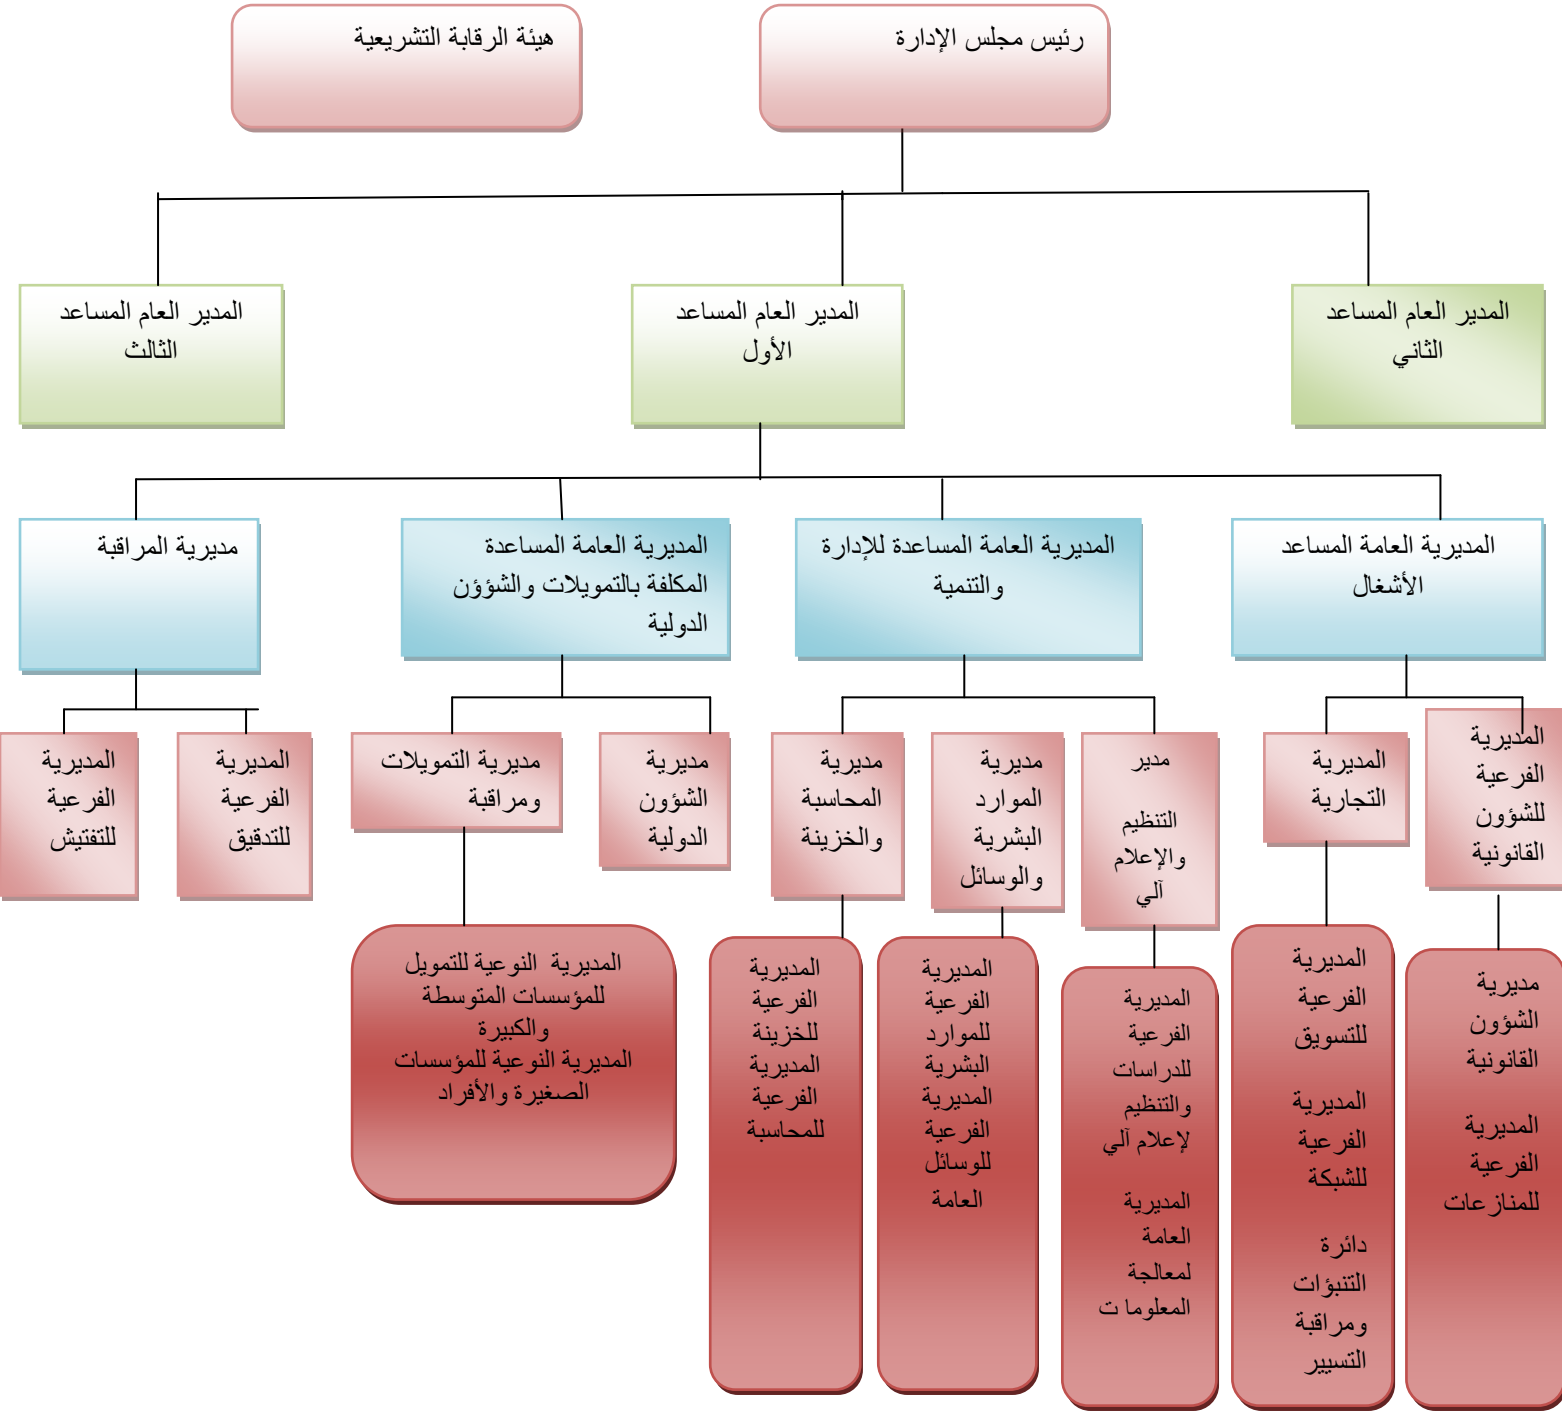 رئيس مجلس الإدارة
هيئة الرقابة التشريعية
المدير العام المساعد
الثاني
المدير العام المساعد
الأول
المدير العام المساعد
الثالث
المديرية العامة المساعد
الأشغال
المديرية العامة المساعدة للإدارة
والتنمية
المديرية العامة المساعدة
المكلفة بالتمويلات والشؤؤن
الدولية
مديرية المراقبة
المديرية
الفرعية
للشؤون
القانونية
المديرية
التجارية
مدير
التنظيم
والإعلام
آلي
مديرية
الموارد
البشرية
والوسائل
مديرية
المحاسبة
والخزينة
مديرية
الشؤون
الدولية
مديرية التمويلات
ومراقبة
المديرية
الفرعية
للتدقيق
المديرية
الفرعية
للتفتيش
مديرية
الشؤون
القانونية
المديرية
الفرعية
للمنازعات
المديرية
الفرعية
للتسويق
المديرية
الفرعية
للشبكة
دائرة
التنبؤات
ومراقبة
التسيير
المديرية
الفرعية
للدراسات
والتنظيم
لإعلام آلي
المديرية
العامة
لمعالجة
المعلوما ت
المديرية
الفرعية
للموارد
البشرية
المديرية
الفرعية
للوسائل
العامة
المديرية
الفرعية
للخزينة
المديرية
الفرعية
للمحاسبة
المديرية النوعية للتمويل
للمؤسسات المتوسطة
والكبيرة
المديرية النوعية للمؤسسات
الصغيرة والأفراد